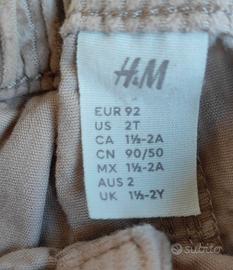 H&M
EUR 92
US 2T
CA 1½-2A
CN 90/50
MX 1½-2A
AUS 2
UK 1½-2Y
subito